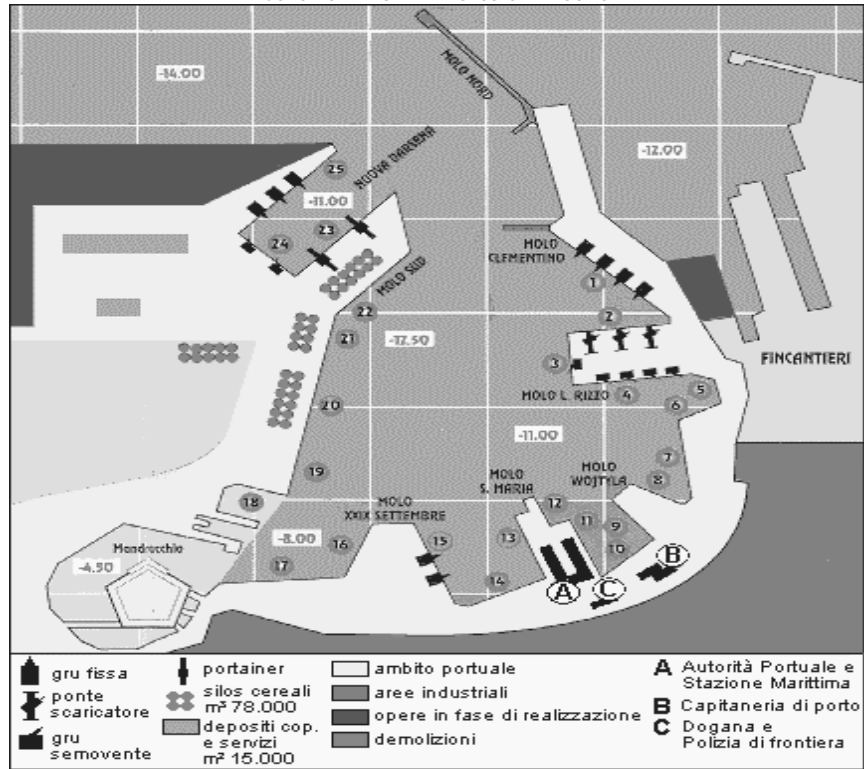 -14.00
MOLO NORD
-12.00
25
NUOVA DARSENA
-11.00
23
24
MOLO CLEMENTINO
1
MOLO SUD
22
2
21
-12.50
FINCANTIERI
3
MOLO L. RIZZO
4
5
6
20
-11.00
7
MOLO
WOJTYLA
8
19
MOLO
S. MARIA
MOLO
XXIX SETTEMBRE
18
12
11
9
13
10
15
16
-8.00
17
Mandracchio
-4.50
14
A
B
C
gru fissa
ponte
scaricatore
gru
semovente
portainer
silos cereali
m³ 78.000
depositi cop.
e servizi
m² 15.000
ambito portuale
aree industriali
opere in fase di realizzazione
demolizioni
A Autorità Portuale e
Stazione Marittima
B Capitaneria di porto
C Dogana e
Polizia di frontiera